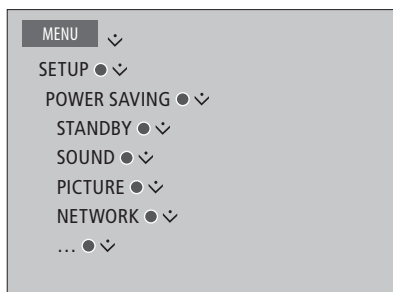 MENU
SETUP
POWER SAVING
STANDBY
SOUND
PICTURE
NETWORK
…